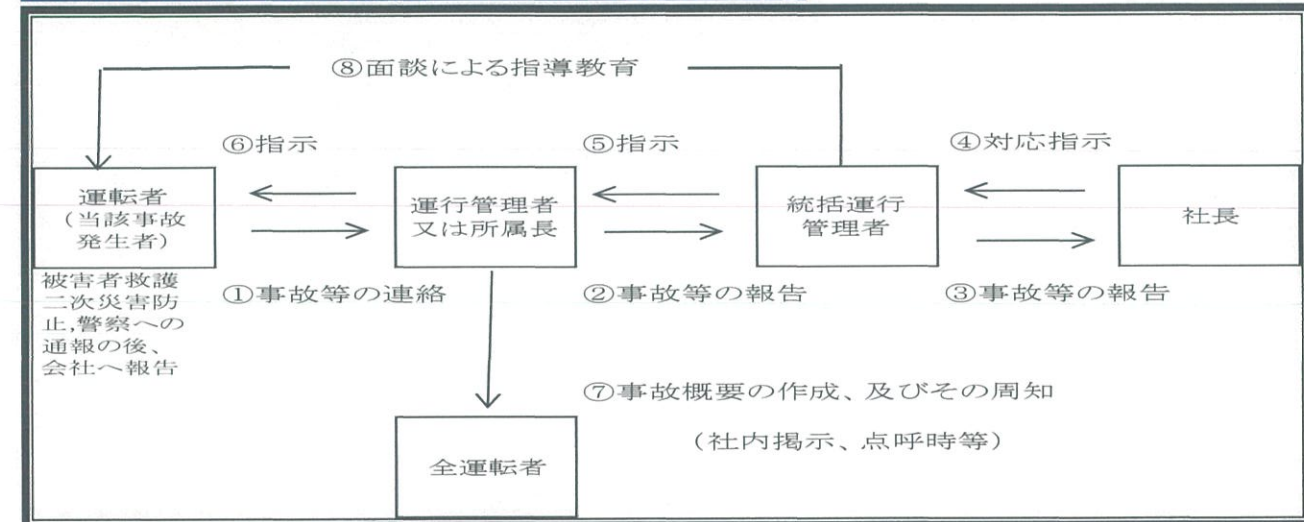 ⑧面談による指導教育
⑥指示
⑤指示
④対応指示
運転者
（当該事故
発生者）
運行管理者
又は所属長
統括運行
管理者
社長
被害者救護
二次災害防
止,警察への
通報の後、
会社へ報告
①事故等の連絡
②事故等の報告
③事故等の報告
⑦事故概要の作成、及びその周知
（社内掲示、点呼時等）
全運転者